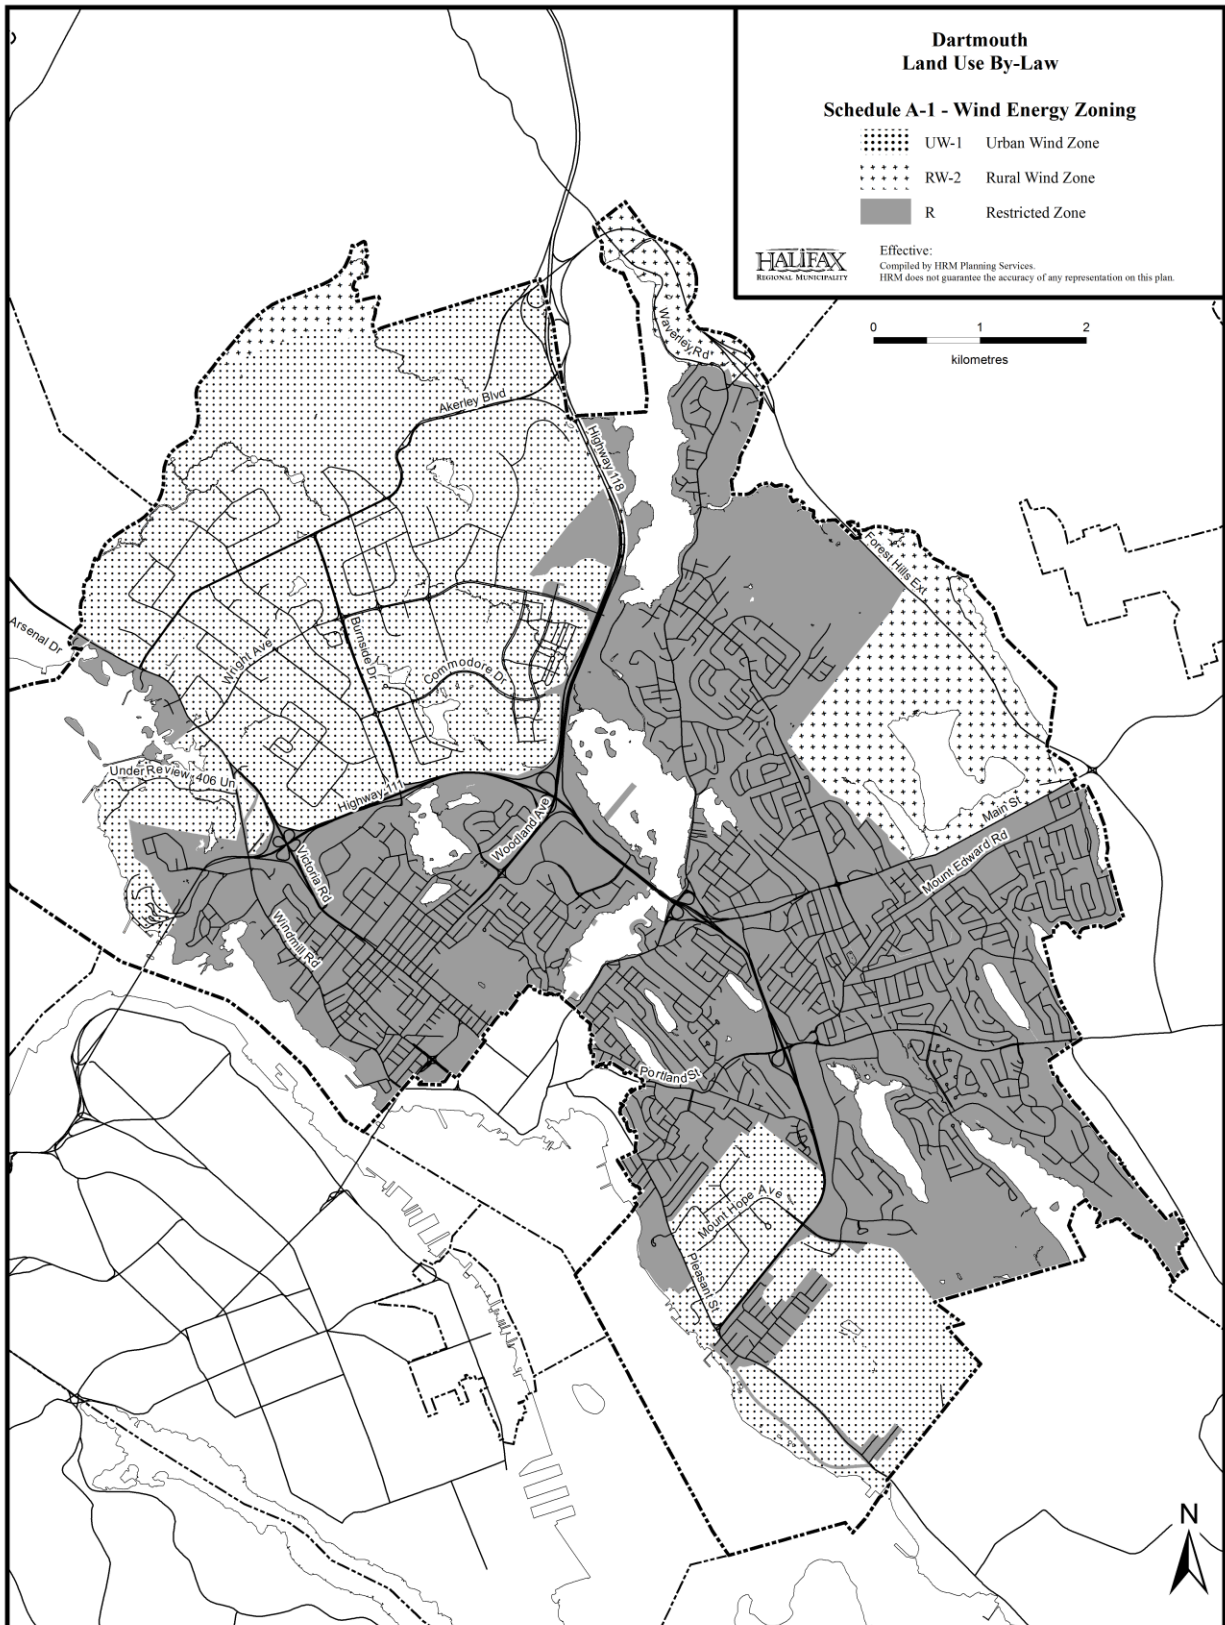 Dartmouth
Land Use By-Law
Schedule A-1 - Wind Energy Zoning
UW-1 Urban Wind Zone
RW-2 Rural Wind Zone
R Restricted Zone
HALIFAX
REGIONAL MUNICIPALITY
Effective:
Compiled by HRM Planning Services.
HRM does not guarantee the accuracy of any representation on this plan.
0 1 2
kilometres
Waverley Rd
Akerley Blvd
Highway 118
Forest Hills Ext
Arsenal Dr
Wright Ave
Burnside Dr
Commodore Dr
Under Review, 406 Un
Highway 111
Woodland Ave
Main St
Mount Edward Rd
Victoria Rd
Windmill Rd
Portland St
Mount Hope Ave
Pleasant St
N